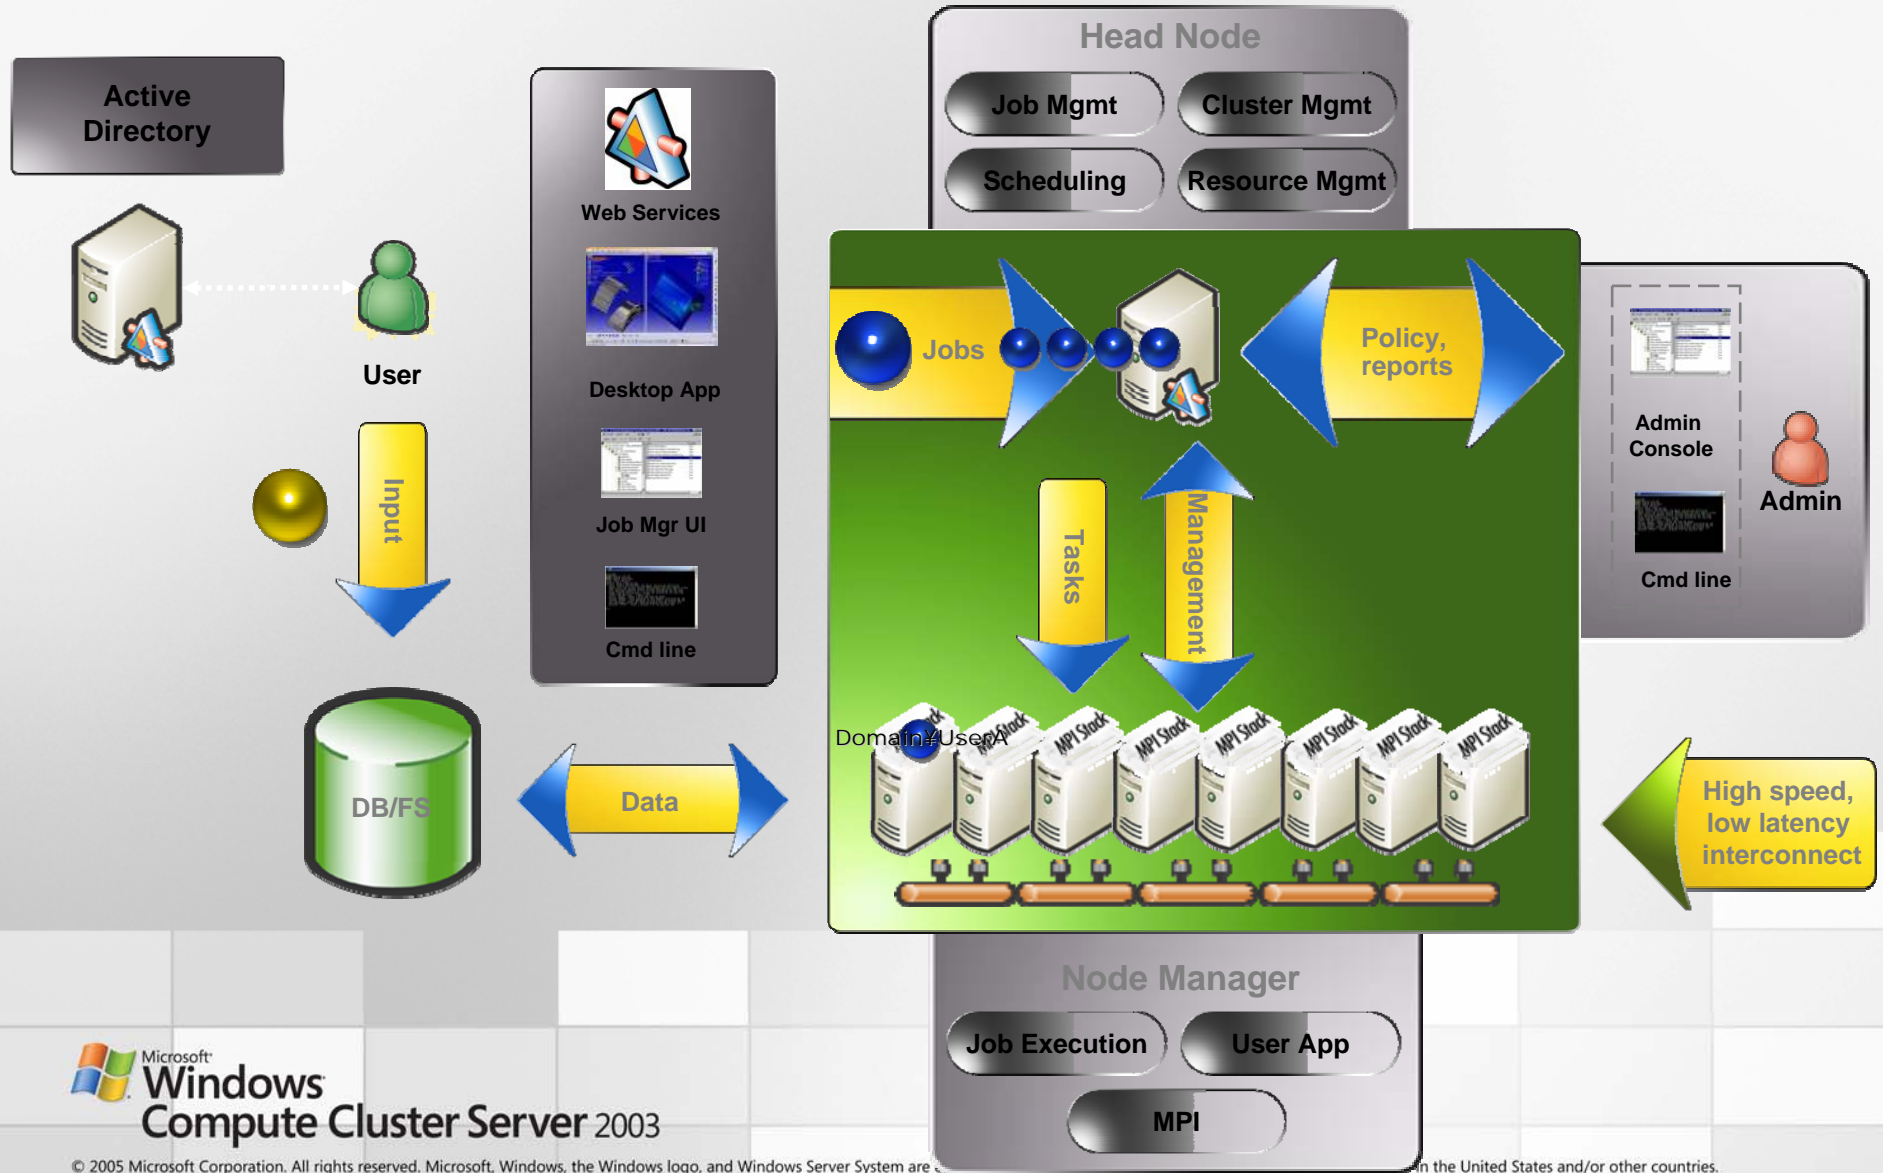 Head Node
Job Mgmt
Cluster Mgmt
Scheduling
Resource Mgmt
Active
Directory
Web Services
Desktop App
Job Mgr UI
Cmd line
User
Input
Jobs
Policy,
reports
Admin
Console
Admin
Cmd line
Tasks
Management
DB/FS
Data
Domain¥UserA
MPI Stack
MPI Stack
MPI Stack
MPI Stack
MPI Stack
MPI Stack
MPI Stack
High speed,
low latency
interconnect
Node Manager
Job Execution
User App
MPI
Microsoft
Windows
Compute Cluster Server 2003
© 2005 Microsoft Corporation. All rights reserved. Microsoft, Windows, the Windows logo, and Windows Server System are
in the United States and/or other countries.